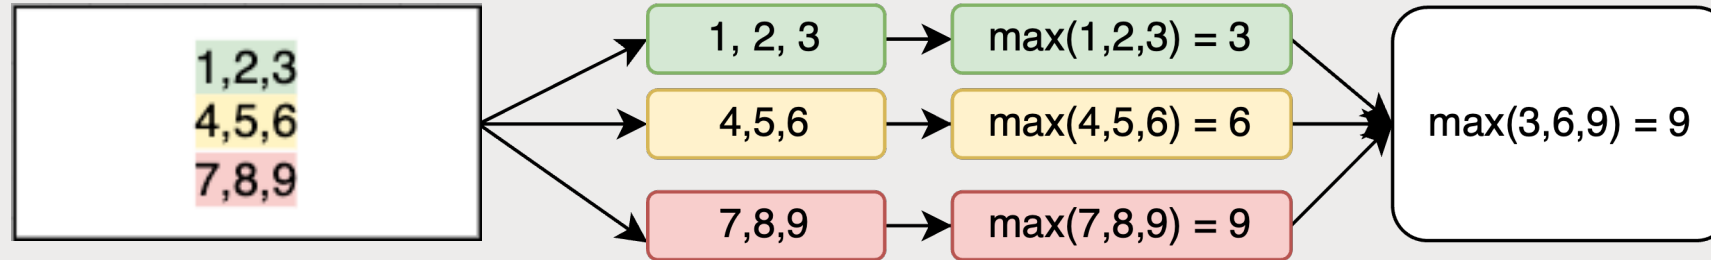 1,2,3
4,5,6
7,8,9
1, 2, 3
max(1,2,3) = 3
4,5,6
max(4,5,6) = 6
7,8,9
max(7,8,9) = 9
max(3,6,9) = 9